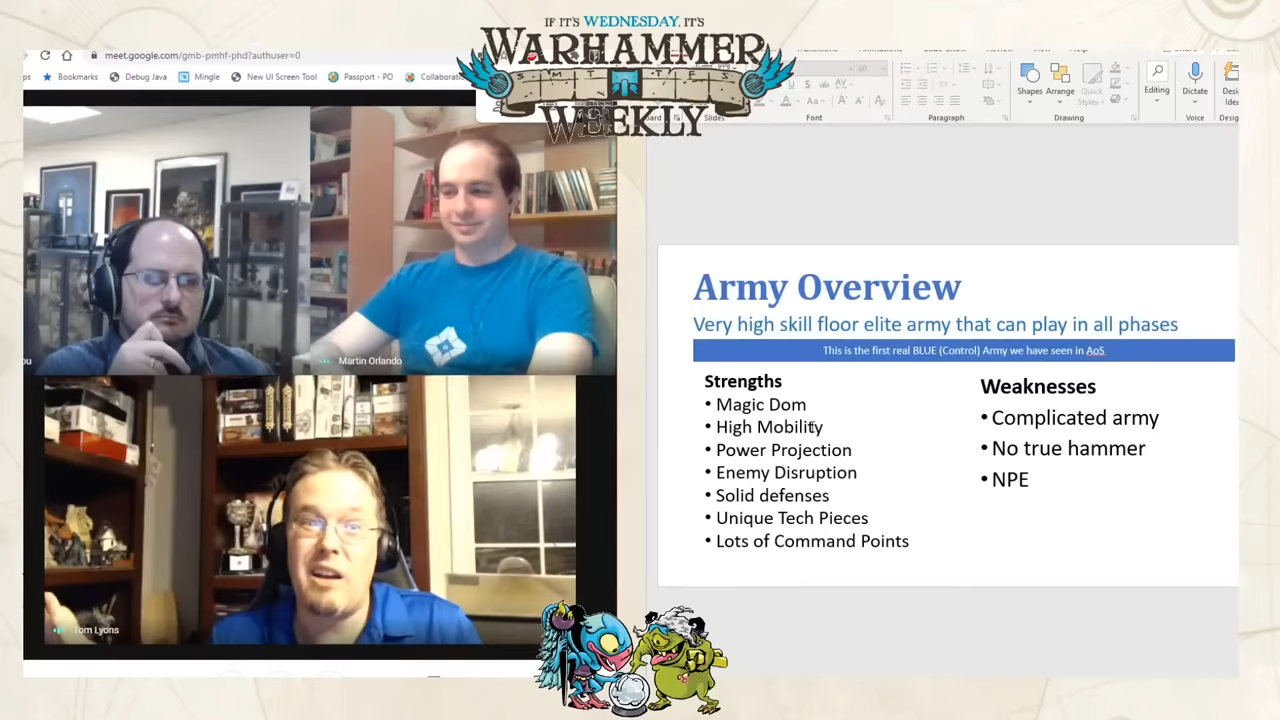 IF IT'S WEDNESDAY, IT'S
WARHAMMER
WEEKLY
meet.google.com/gmb-pmhf-phd?authuser=0
ps
Bookmarks
Debug Java
Mingle
New UI Screen Tool
Passport - PO
Shapes
Arrange
Quick
Styles
Editing
Dictate
Font
Paragraph
Drawing
Voice
Slides
Martin Orlando
Tom Lyons
Army Overview
Very high skill floor elite army that can play in all phases
This is the first real BLUE (Control) Army we have seen in AoS
Strengths
• Magic Dom
• High Mobility
• Power Projection
• Enemy Disruption
• Solid defenses
• Unique Tech Pieces
• Lots of Command Points
Weaknesses
• Complicated army
• No true hammer
• NPE